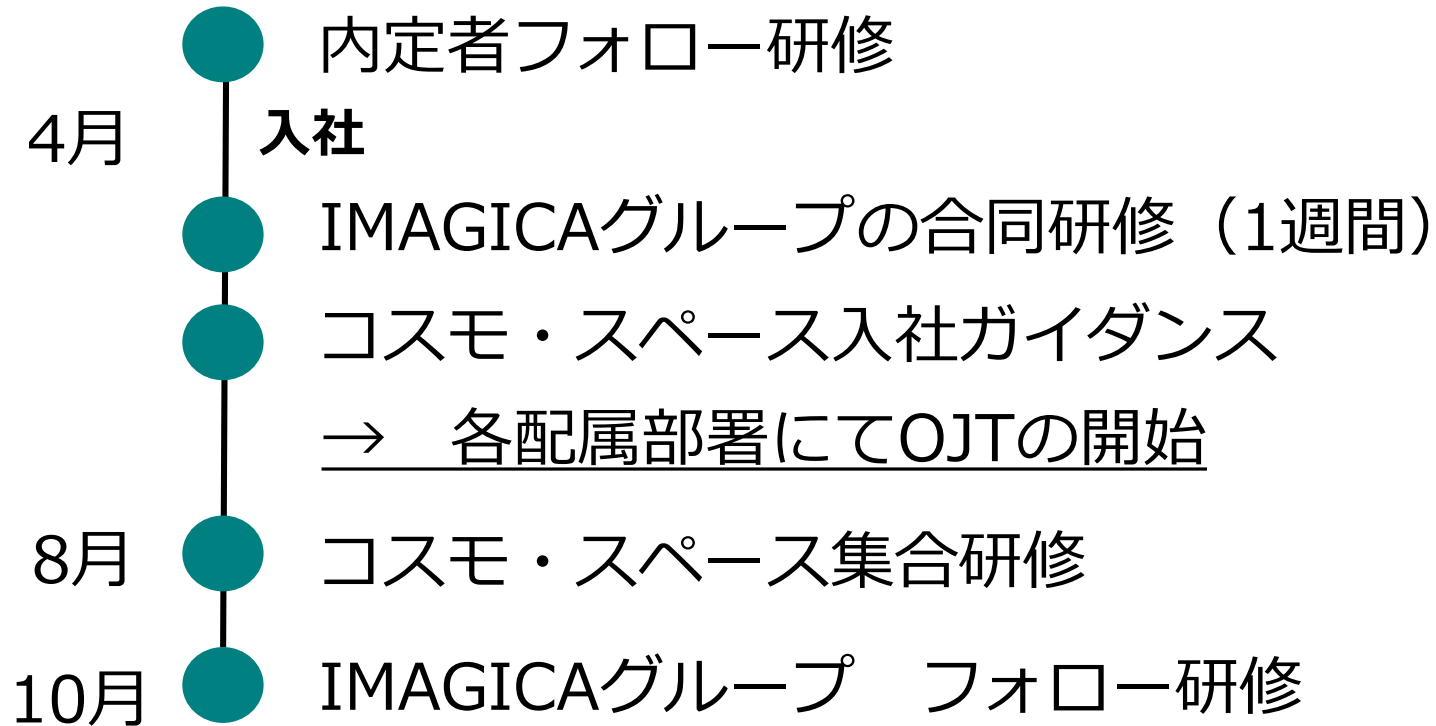 内定者フォロー研修
4月 入社
IMAGICAグループの合同研修（1週間）
コスモ・スペース入社ガイダンス
→　各配属部署にてOJTの開始
8月 コスモ・スペース集合研修
10月 IMAGICAグループ　フォロー研修